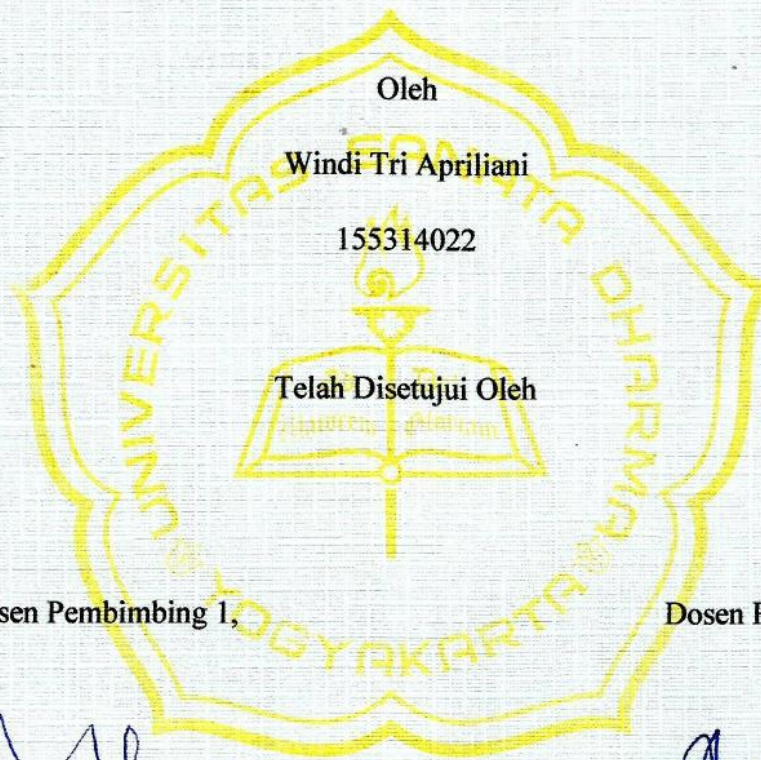 Oleh
Windi Tri Apriliani
155314022
Telah Disetujui Oleh
sen Pembimbing 1,
Dosen
UNIVERSITAS SANATA DHARMA
YOGYAKARTA